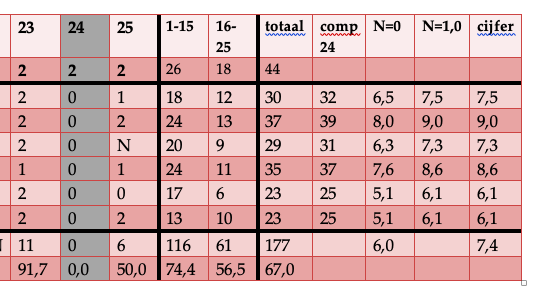 23 24 25 1-15 16-25 totaal comp 24 N=0 N=1,0 cijfer
2 2 2 26 18 44
2 0 1 18 12 30 32 6,5 7,5 7,5
2 0 2 24 13 37 39 8,0 9,0 9,0
2 0 N 20 9 29 31 6,3 7,3 7,3
1 0 1 24 11 35 37 7,6 8,6 8,6
2 0 0 17 6 23 25 5,1 6,1 6,1
2 0 2 13 10 23 25 5,1 6,1 6,1
11 0 6 116 61 177 6,0 7,4
91,7 0,0 50,0 74,4 56,5 67,0